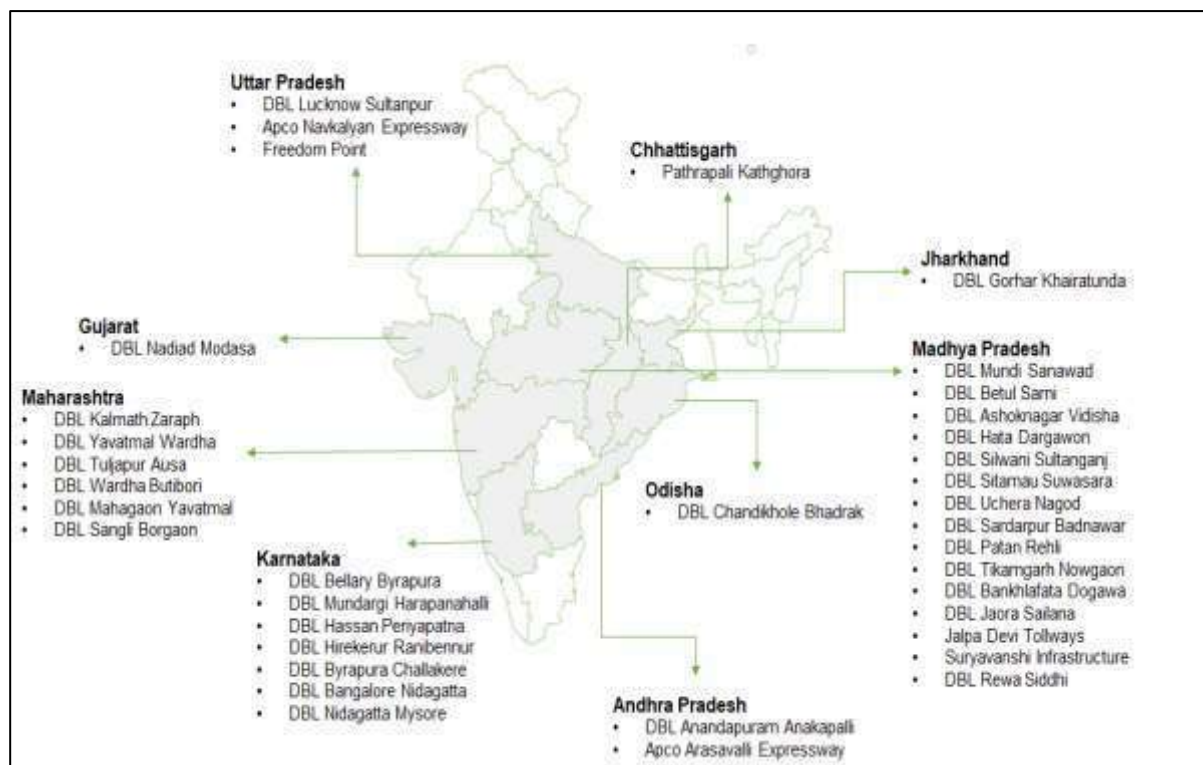 Uttar Pradesh
• DBL Lucknow Sultanpur
• Apco Navkalyan Expressway
• Freedom Point
Chhattisgarh
• Pathrapali Kathghora
Jharkhand
• DBL Gorhar Khairatunda
Gujarat
• DBL Nadiad Modasa
Maharashtra
• DBL Kalmath Zaraph
• DBL Yavatmal Wardha
• DBL Tuljapur Ausa
• DBL Wardha Butibori
• DBL Mahagaon Yavatmal
• DBL Sangli Borgaon
Madhya Pradesh
• DBL Mundi Sanawad
• DBL Betul Sarni
• DBL Ashoknagar Vidisha
• DBL Hata Dargawon
• DBL Silwani Sultanganj
• DBL Sitamau Suwasara
• DBL Uchera Nagod
• DBL Sardarpur Badnawar
• DBL Patan Rehli
• DBL Tikamgarh Nowgaon
• DBL Bankhlafata Dogawa
• DBL Jaora Sailana
• Jalpa Devi Tollways
• Suryavanshi Infrastructure
• DBL Rewa Siddhi
Odisha
• DBL Chandikhole Bhadrak
Karnataka
• DBL Bellary Byrapura
• DBL Mundargi Harapanahalli
• DBL Hassan Periyapatna
• DBL Hirekerur Ranibennur
• DBL Byrapura Challakere
• DBL Bangalore Nidagatta
• DBL Nidagatta Mysore
Andhra Pradesh
• DBL Anandapuram Anakapalli
• Apco Arasavalli Expressway